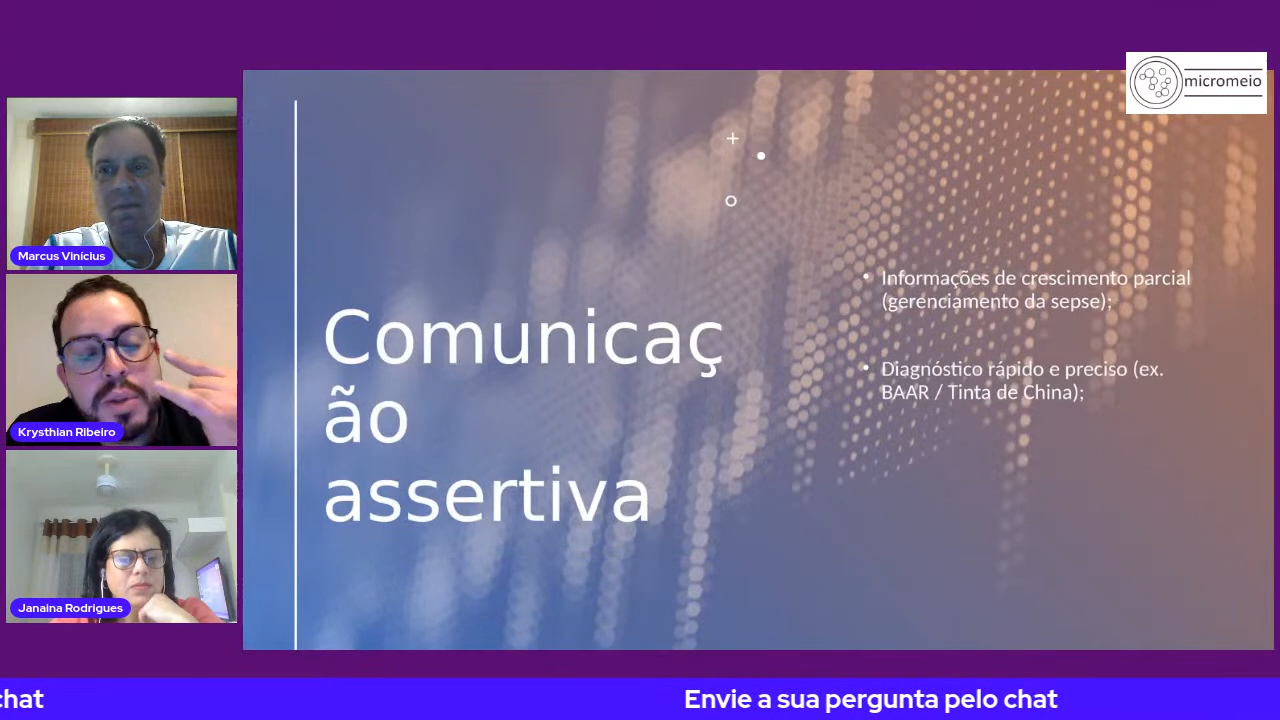 micromeio
Marcus Vinícius
Krysthian Ribeiro
Janaina Rodrigues
Comunicaç
ão
assertiva
• Informações de crescimento parcial
(gerenciamento da sepse);
• Diagnóstico rápido e preciso (ex.
BAAR / Tinta de China);
chat
Envie a sua pergunta pelo chat